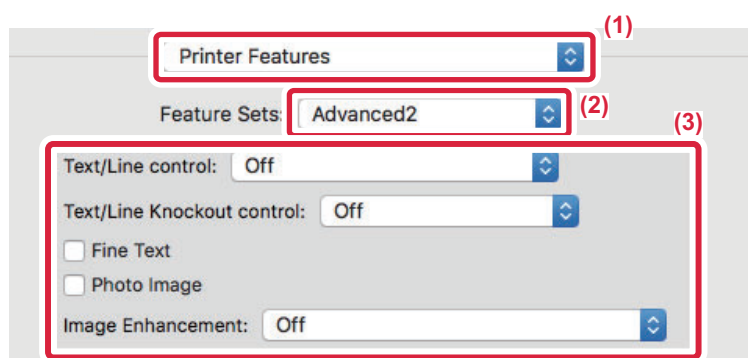 (1)
Printer Features
Feature Sets: Advanced2 (2)
(3)
Text/Line control: Off
Text/Line Knockout control: Off
Fine Text
Photo Image
Image Enhancement: Off